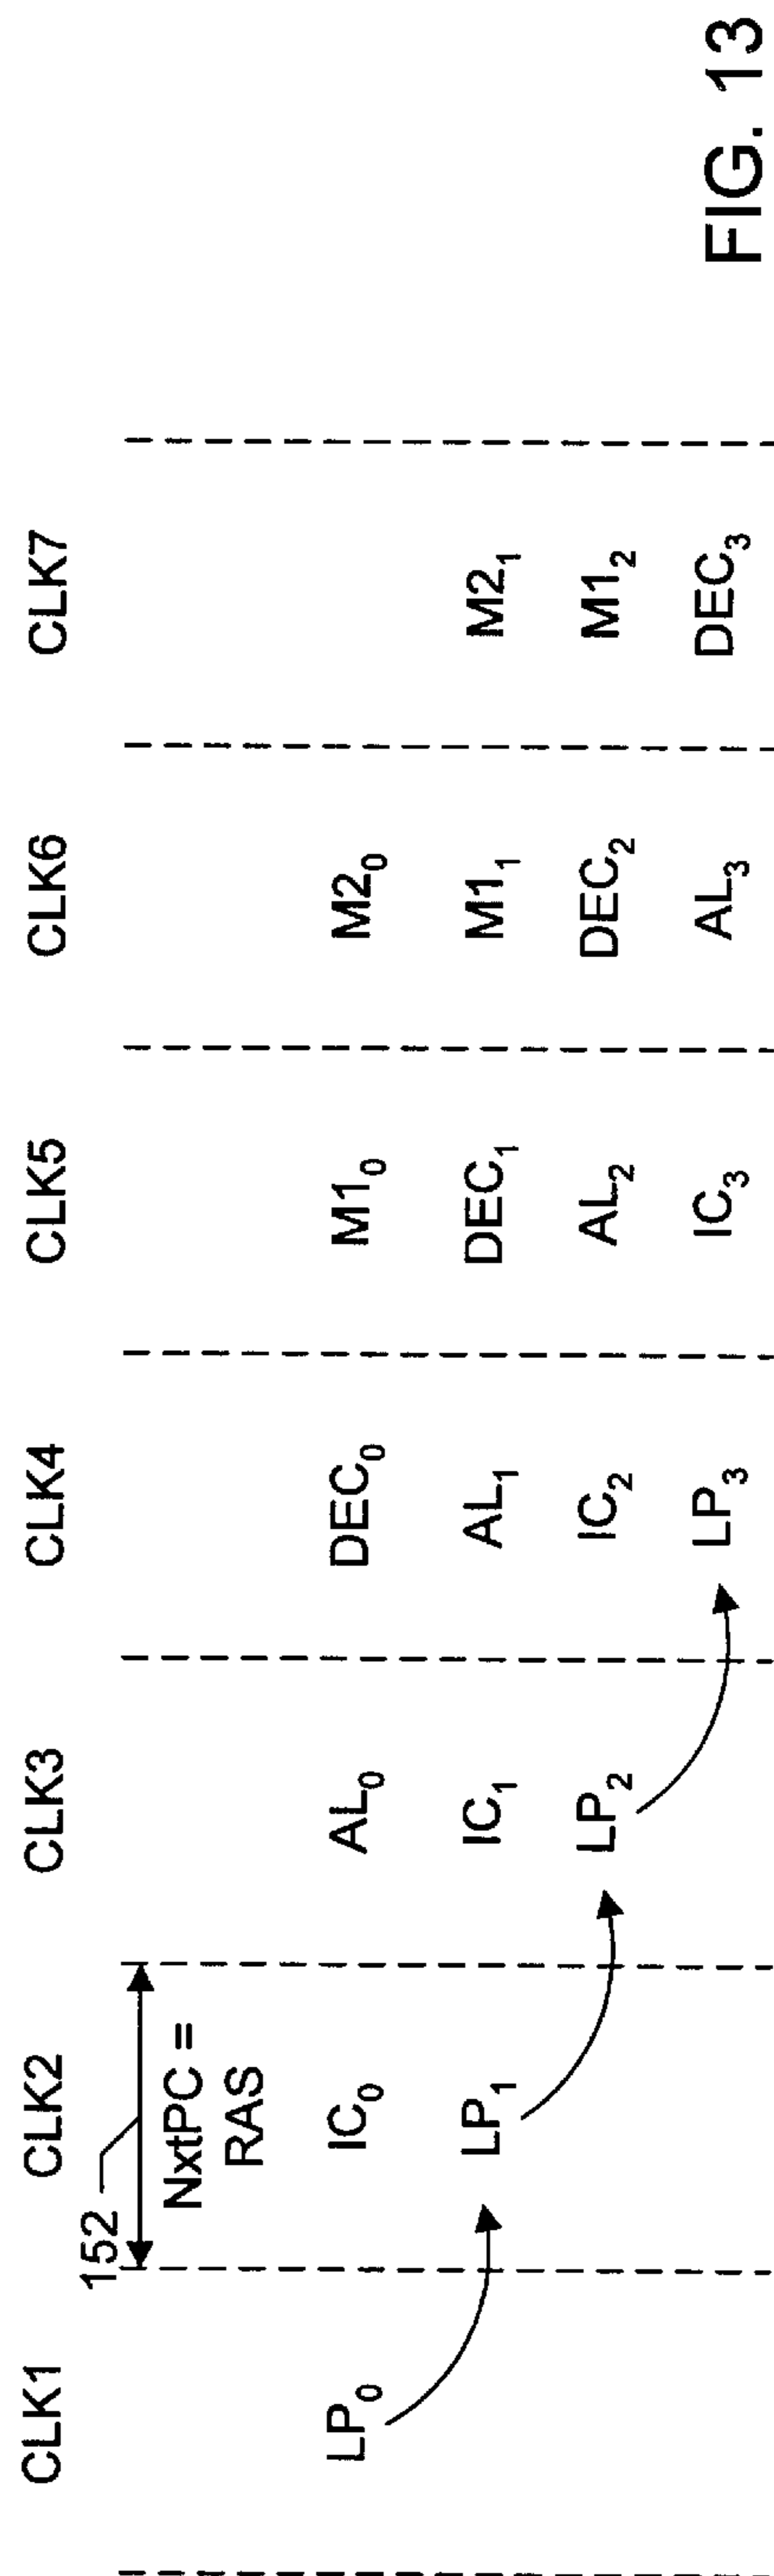 CLK1 CLK2 CLK3 CLK4 CLK5 CLK6 CLK7
152
NxtPC =
RAS
LP₀ IC₀ AL₀ DEC₀ M1₀ M2₀
LP₁ IC₁ AL₁ DEC₁ M1₁ M2₁
LP₂ IC₂ AL₂ DEC₂ M1₂
LP₃ IC₃ AL₃ DEC₃
FIG. 13